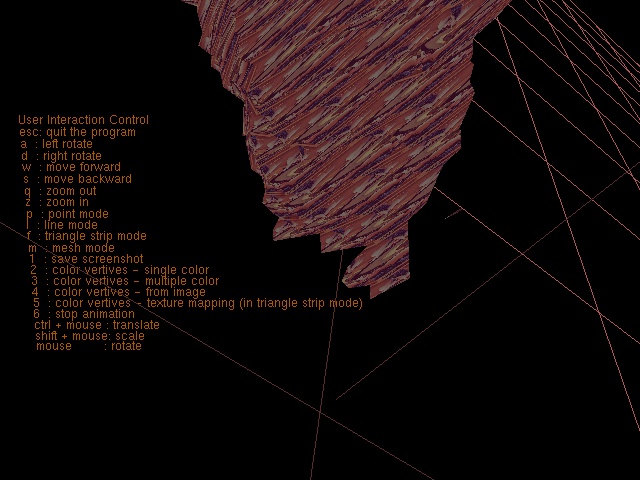 User Interaction Control
esc: quit the program
a : left rotate
d : right rotate
w : move forward
s : move backward
q : zoom out
z : zoom in
p : point mode
l : line mode
f : triangle strip mode
m : mesh mode
1 : save screenshot
2 : color vertives - single color
3 : color vertives - multiple color
4 : color vertives - from image
5 : color vertives - texture mapping (in triangle strip mode)
6 : stop animation
ctrl + mouse : translate
shift + mouse: scale
mouse : rotate